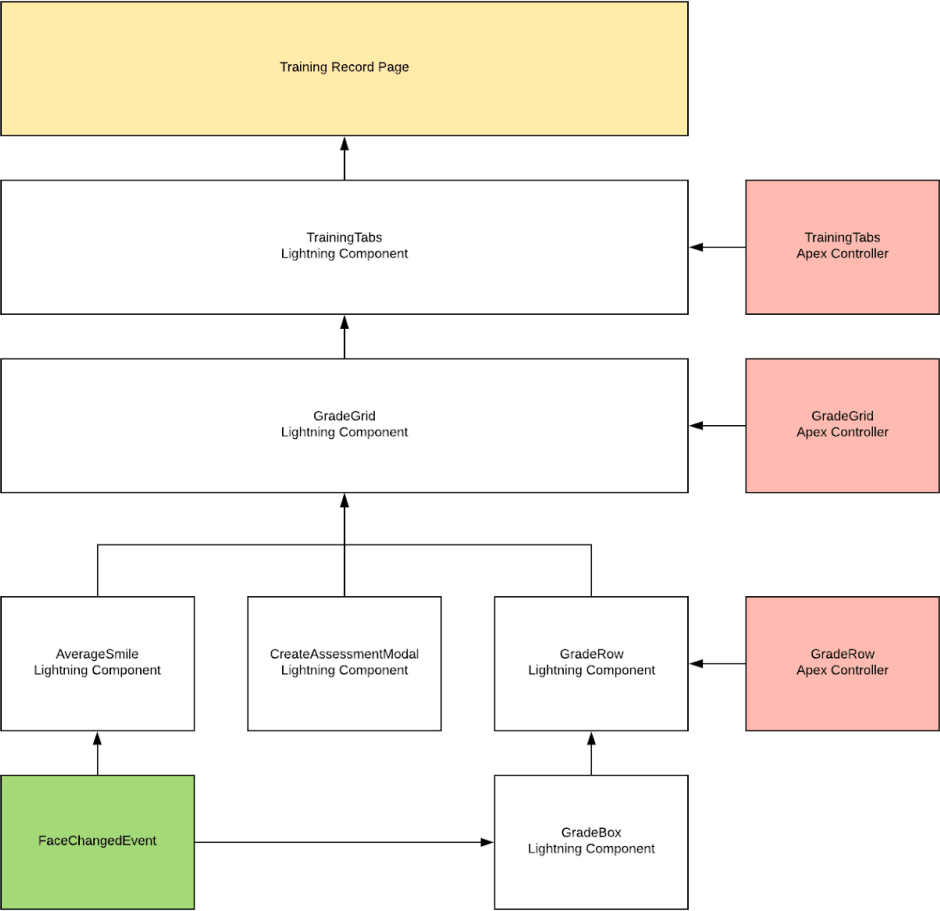 Training Record Page
TrainingTabs
Lightning Component
TrainingTabs
Apex Controller
GradeGrid
Lightning Component
GradeGrid
Apex Controller
AverageSmile
Lightning Component
CreateAssessmentModal
Lightning Component
GradeRow
Lightning Component
GradeRow
Apex Controller
FaceChangedEvent
GradeBox
Lightning Component